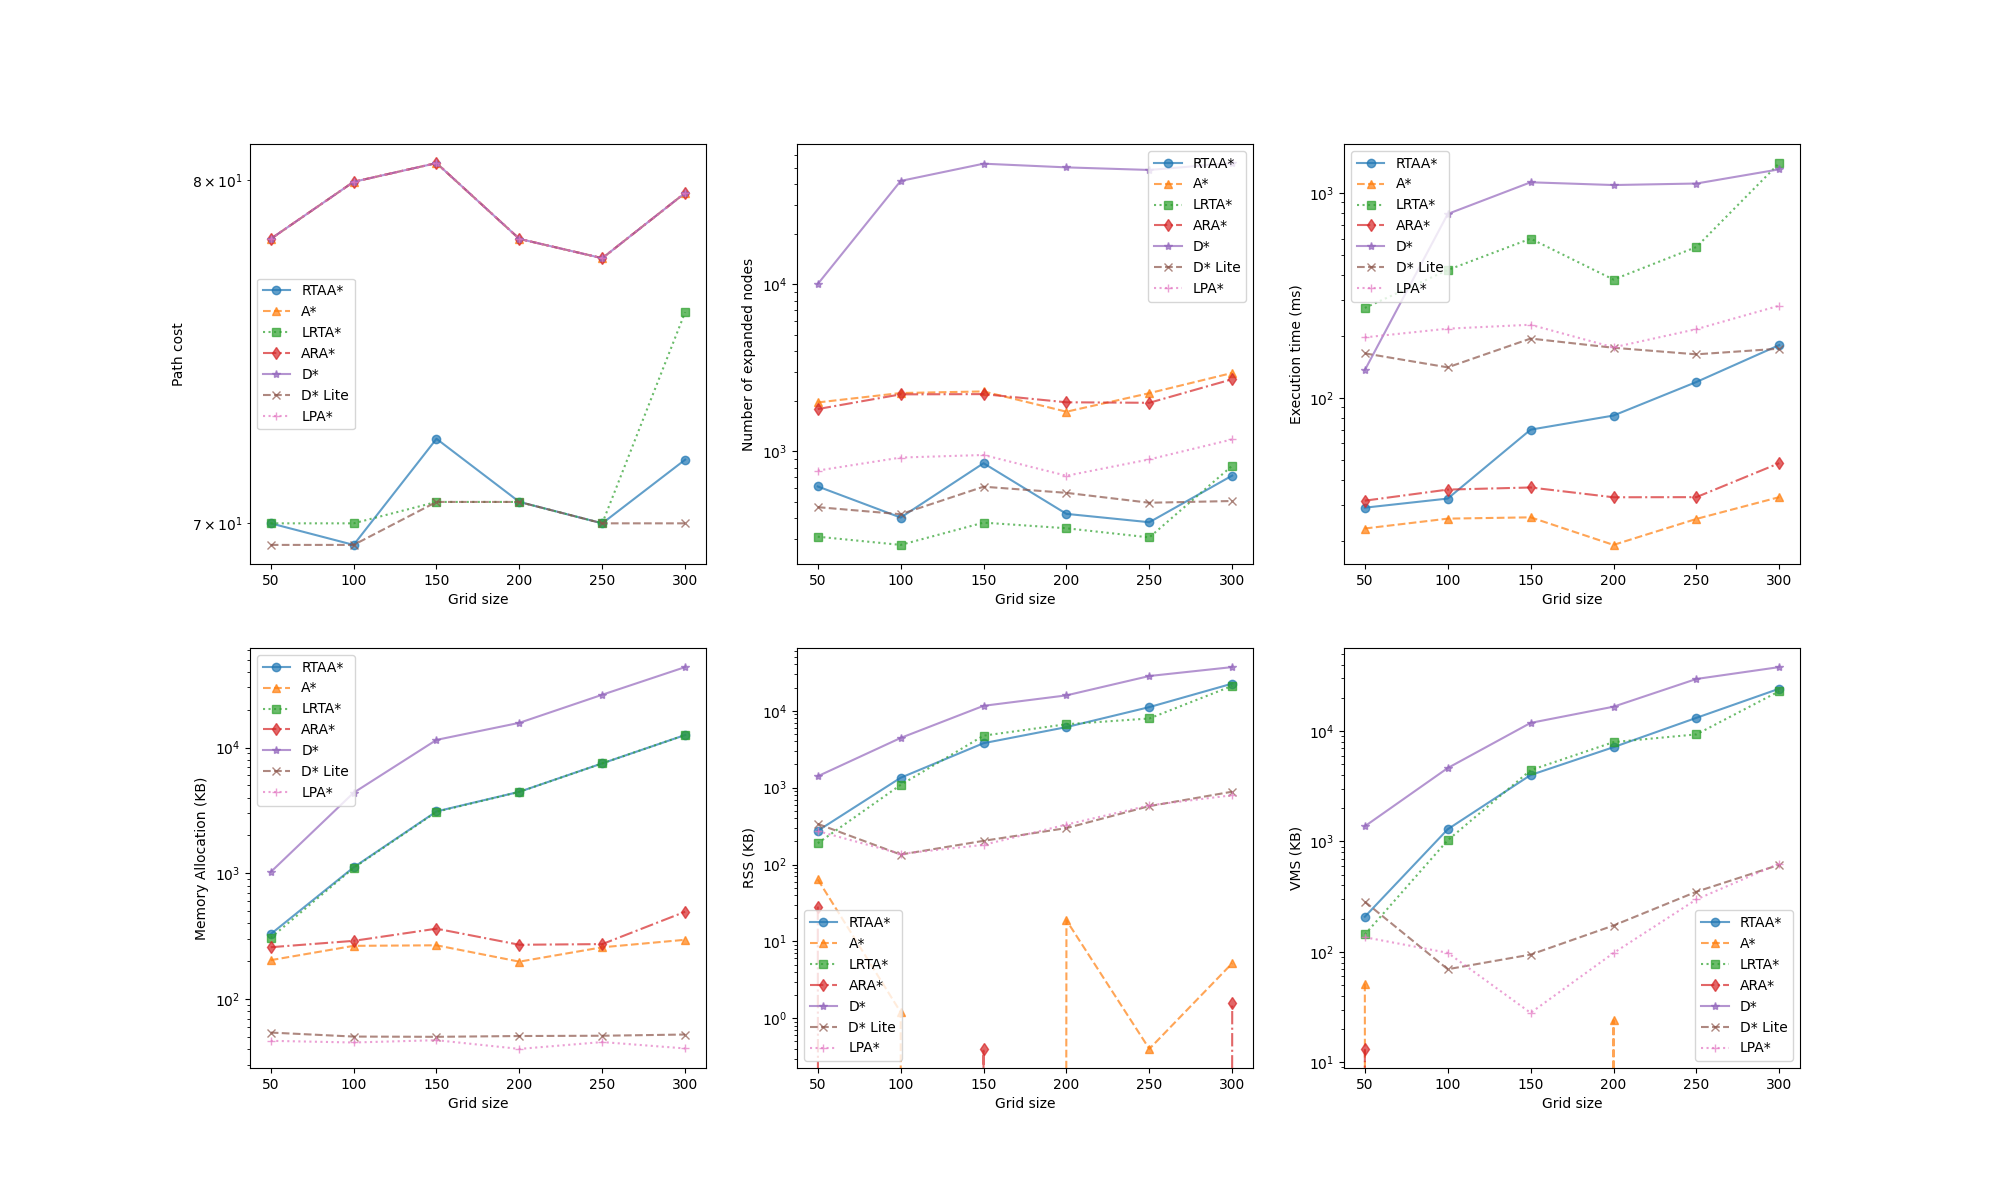 Path cost
8 × 10¹
7 × 10¹
RTAA*
A*
LRTA*
ARA*
D*
D* Lite
LPA*
50 100 150 200 250 300
Grid size
Number of expanded nodes
10⁴
10³
RTAA*
A*
LRTA*
ARA*
D*
D* Lite
LPA*
50 100 150 200 250 300
Grid size
Execution time (ms)
10³
10²
RTAA*
A*
LRTA*
ARA*
D*
D* Lite
LPA*
50 100 150 200 250 300
Grid size
Memory Allocation (KB)
10⁴
10³
10²
RTAA*
A*
LRTA*
ARA*
D*
D* Lite
LPA*
50 100 150 200 250 300
Grid size
RSS (KB)
10⁴
10³
10²
10¹
10⁰
RTAA*
A*
LRTA*
ARA*
D*
D* Lite
LPA*
50 100 150 200 250 300
Grid size
VMS (KB)
10⁴
10³
10²
10¹
RTAA*
A*
LRTA*
ARA*
D*
D* Lite
LPA*
50 100 150 200 250 300
Grid size